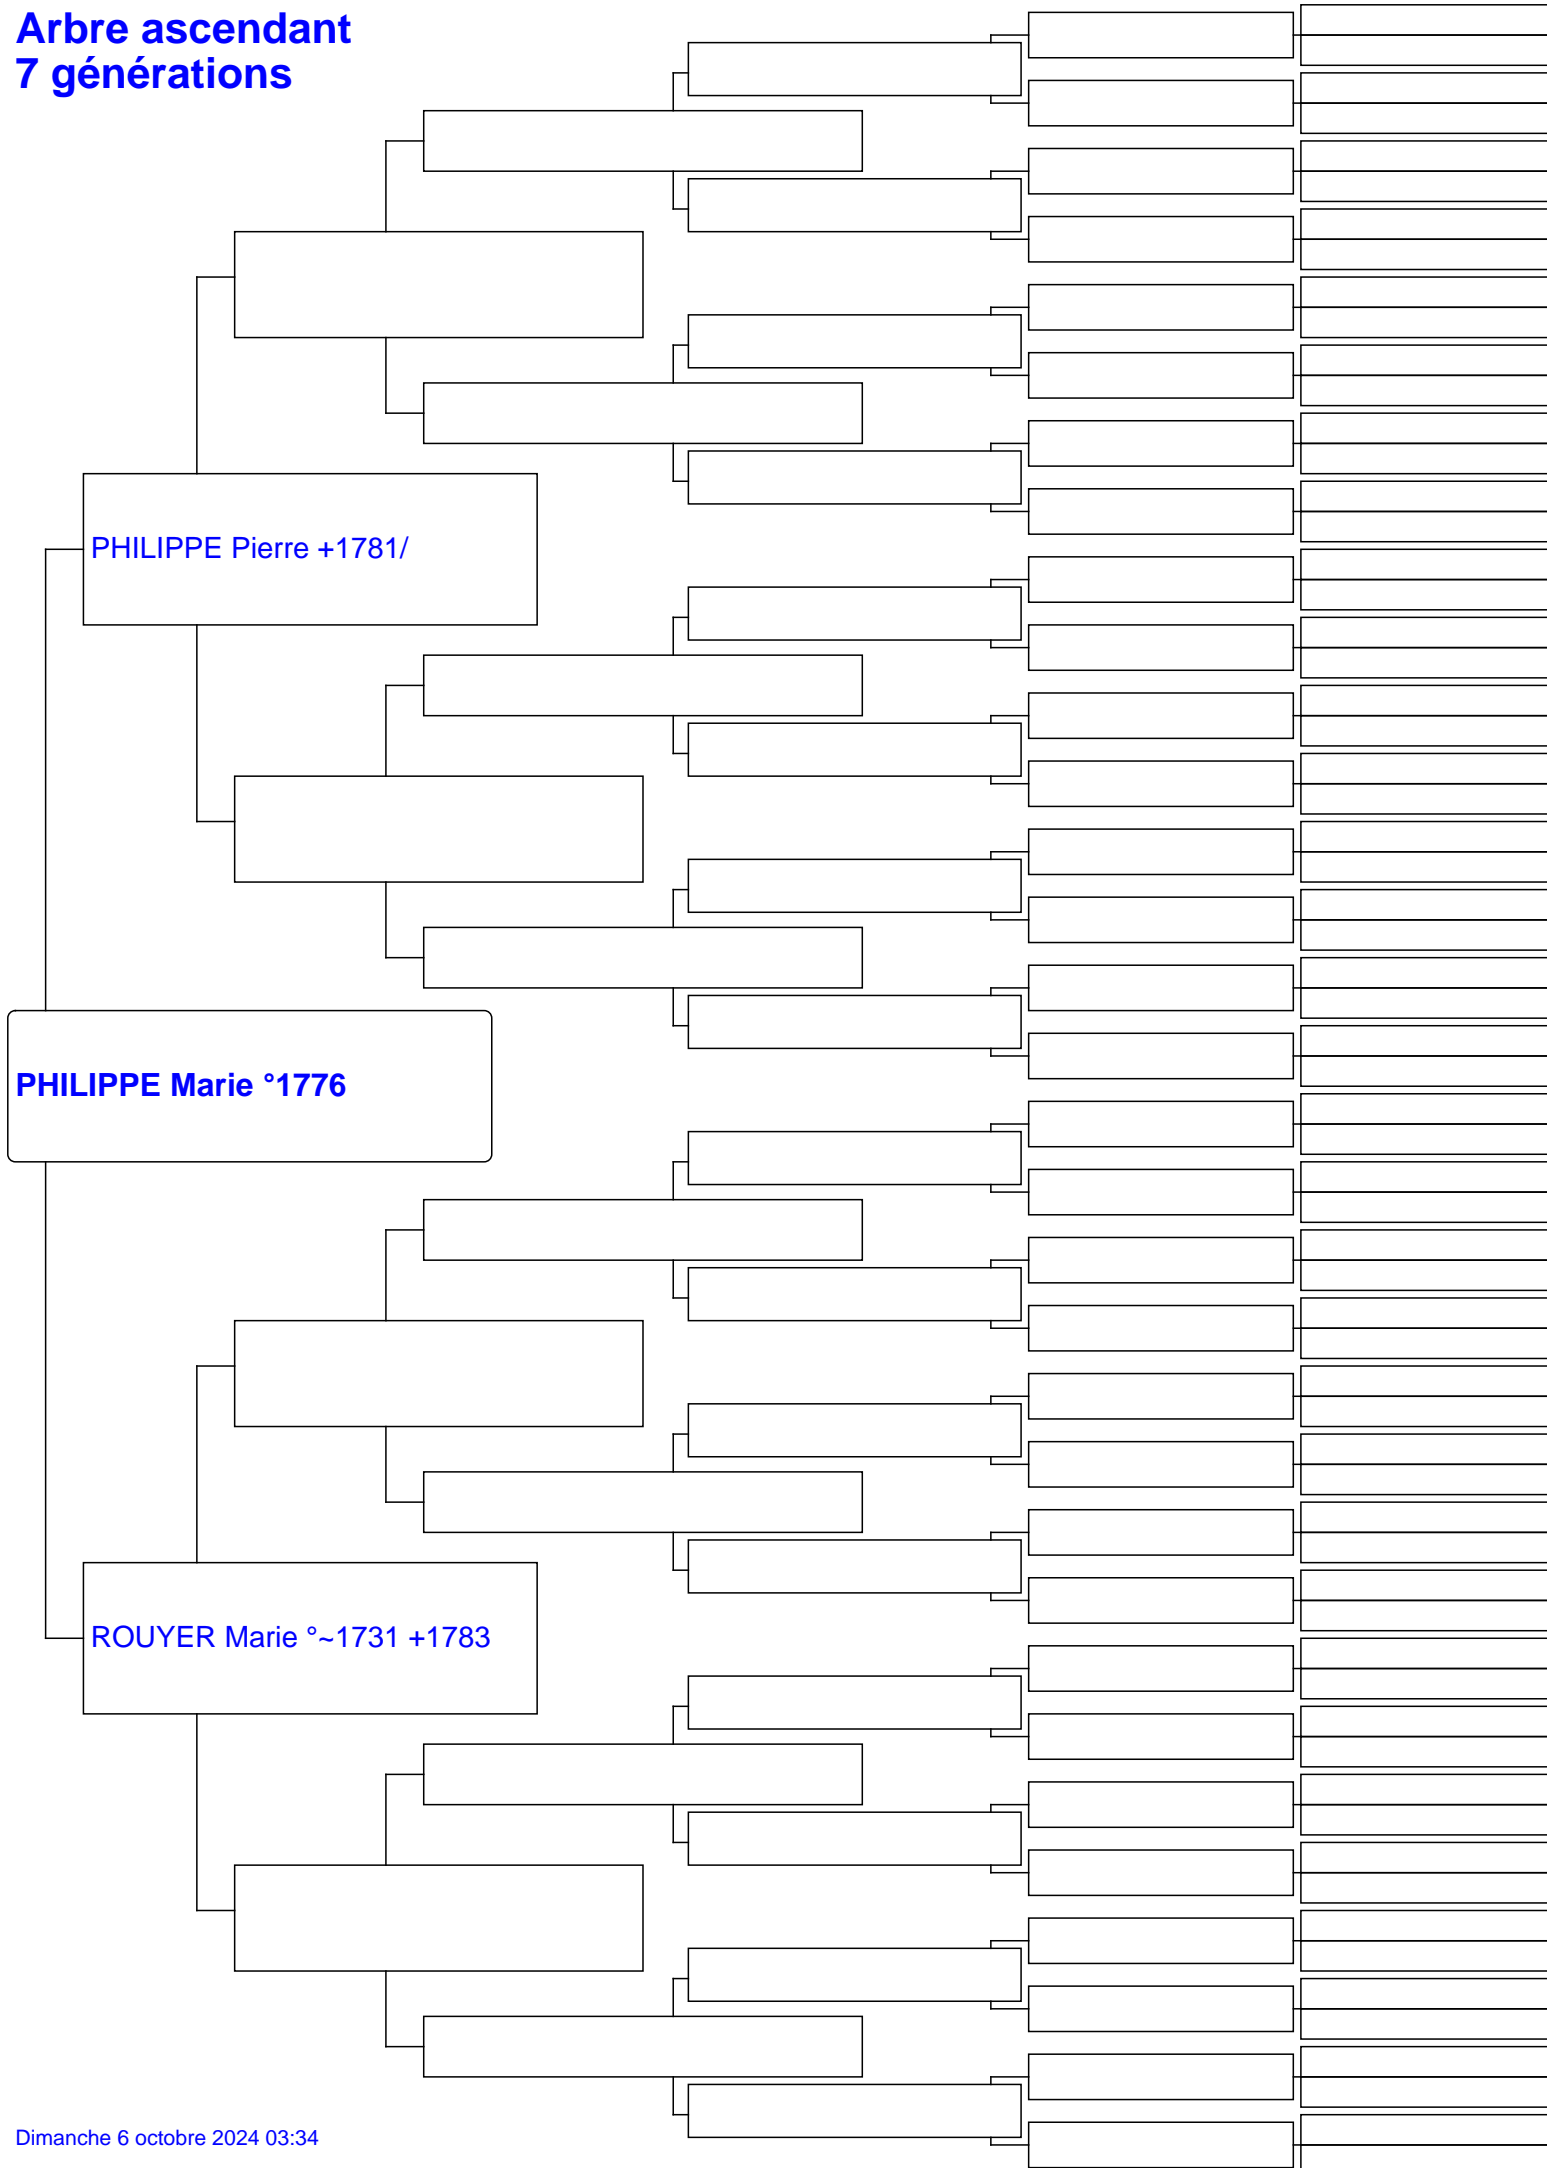 Arbre ascendant
7 générations
PHILIPPE Pierre +1781/
PHILIPPE Marie °1776
ROUYER Marie °~1731 +1783
Dimanche 6 octobre 2024 03:34